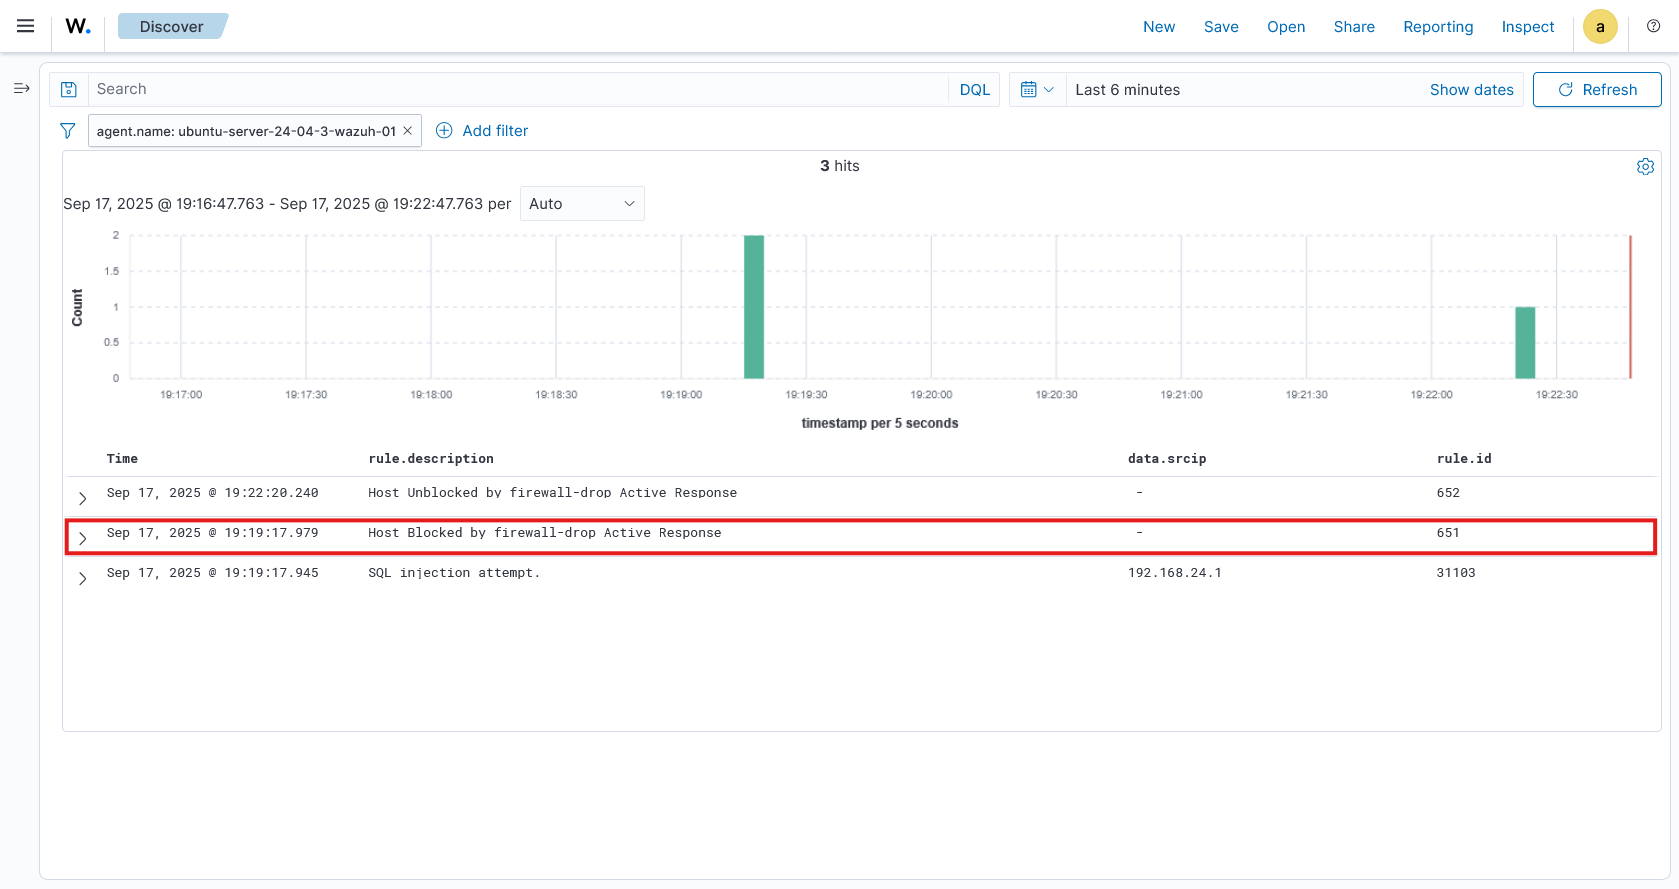 W. Discover New Save Open Share Reporting Inspect a
Search DQL Last 6 minutes Show dates Refresh
agent.name: ubuntu-server-24-04-3-wazuh-01 × Add filter
3 hits
Sep 17, 2025 @ 19:16:47.763 - Sep 17, 2025 @ 19:22:47.763 per Auto
2
1.5
1
0.5
0
Count
19:17:00 19:17:30 19:18:00 19:18:30 19:19:00 19:19:30 19:20:00 19:20:30 19:21:00 19:21:30 19:22:00 19:22:30
timestamp per 5 seconds
Time rule.description data.srcip rule.id
Sep 17, 2025 @ 19:22:20.240 Host Unblocked by firewall-drop Active Response - 652
Sep 17, 2025 @ 19:19:17.979 Host Blocked by firewall-drop Active Response - 651
Sep 17, 2025 @ 19:19:17.945 SQL injection attempt. 192.168.24.1 31103